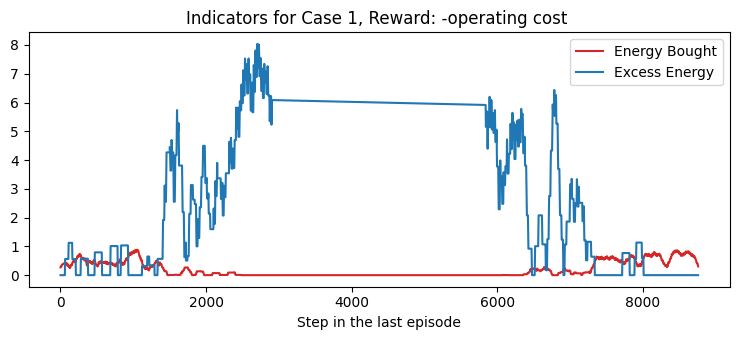 Indicators for Case 1, Reward: -operating cost
Energy Bought
Excess Energy
8
7
6
5
4
3
2
1
0
0 2000 4000 6000 8000
Step in the last episode